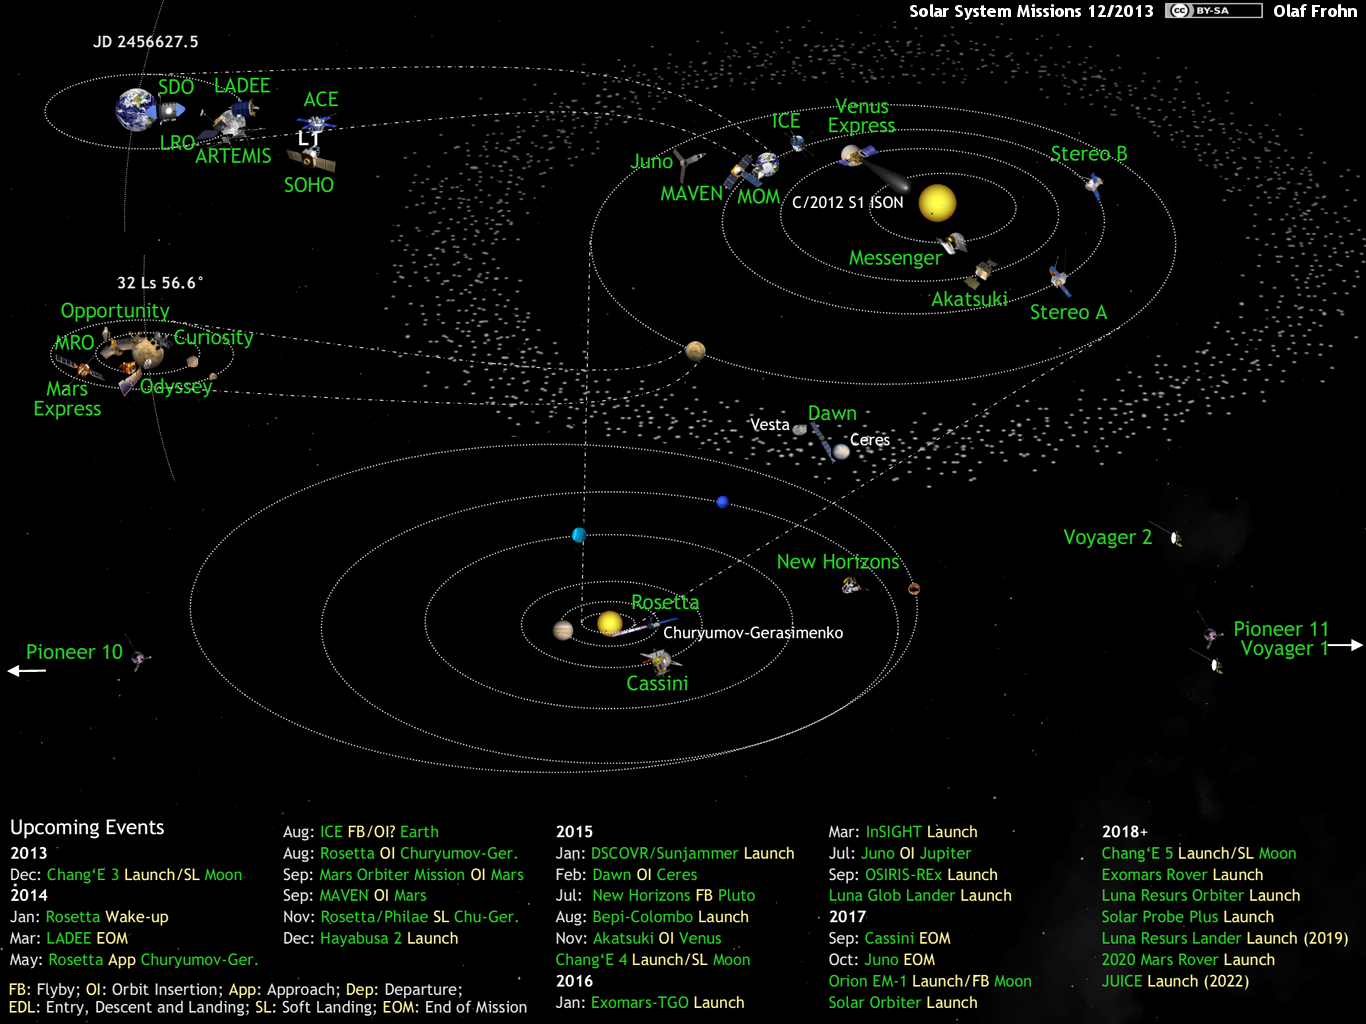 Solar System Missions 12/2013 cc BY-SA Olaf Frohn
JD 2456627.5
SDO
LADEE
ACE
LRO
L1
ARTEMIS
SOHO
ICE
Venus
Express
Juno
MAVEN
MOM
C/2012 S1 ISON
Stereo B
Messenger
Akatsuki
Stereo A
32 Ls 56.6°
Opportunity
MRO
Curiosity
Mars
Express
Odyssey
Dawn
Vesta
Ceres
Voyager 2
New Horizons
Rosetta
Churyumov-Gerasimenko
Cassini
Pioneer 10
Pioneer 11
Voyager 1
Upcoming Events
2013
Dec: Chang‘E 3 Launch/SL Moon
2014
Jan: Rosetta Wake-up
Mar: LADEE EOM
May: Rosetta App Churyumov-Ger.
Aug: ICE FB/OI? Earth
Aug: Rosetta OI Churyumov-Ger.
Sep: Mars Orbiter Mission OI Mars
Sep: MAVEN OI Mars
Nov: Rosetta/Philae SL Chu-Ger.
Dec: Hayabusa 2 Launch
2015
Jan: DSCOVR/Sunjammer Launch
Feb: Dawn OI Ceres
Jul: New Horizons FB Pluto
Aug: Bepi-Colombo Launch
Nov: Akatsuki OI Venus
Chang‘E 4 Launch/SL Moon
2016
Jan: Exomars-TGO Launch
Mar: InSIGHT Launch
Jul: Juno OI Jupiter
Sep: OSIRIS-REx Launch
Luna Glob Lander Launch
2017
Sep: Cassini EOM
Oct: Juno EOM
Orion EM-1 Launch/FB Moon
Solar Orbiter Launch
2018+
Chang‘E 5 Launch/SL Moon
Exomars Rover Launch
Luna Resurs Orbiter Launch
Solar Probe Plus Launch
Luna Resurs Lander Launch (2019)
2020 Mars Rover Launch
JUICE Launch (2022)
FB: Flyby; OI: Orbit Insertion; App: Approach; Dep: Departure;
EDL: Entry, Descent and Landing; SL: Soft Landing; EOM: End of Mission